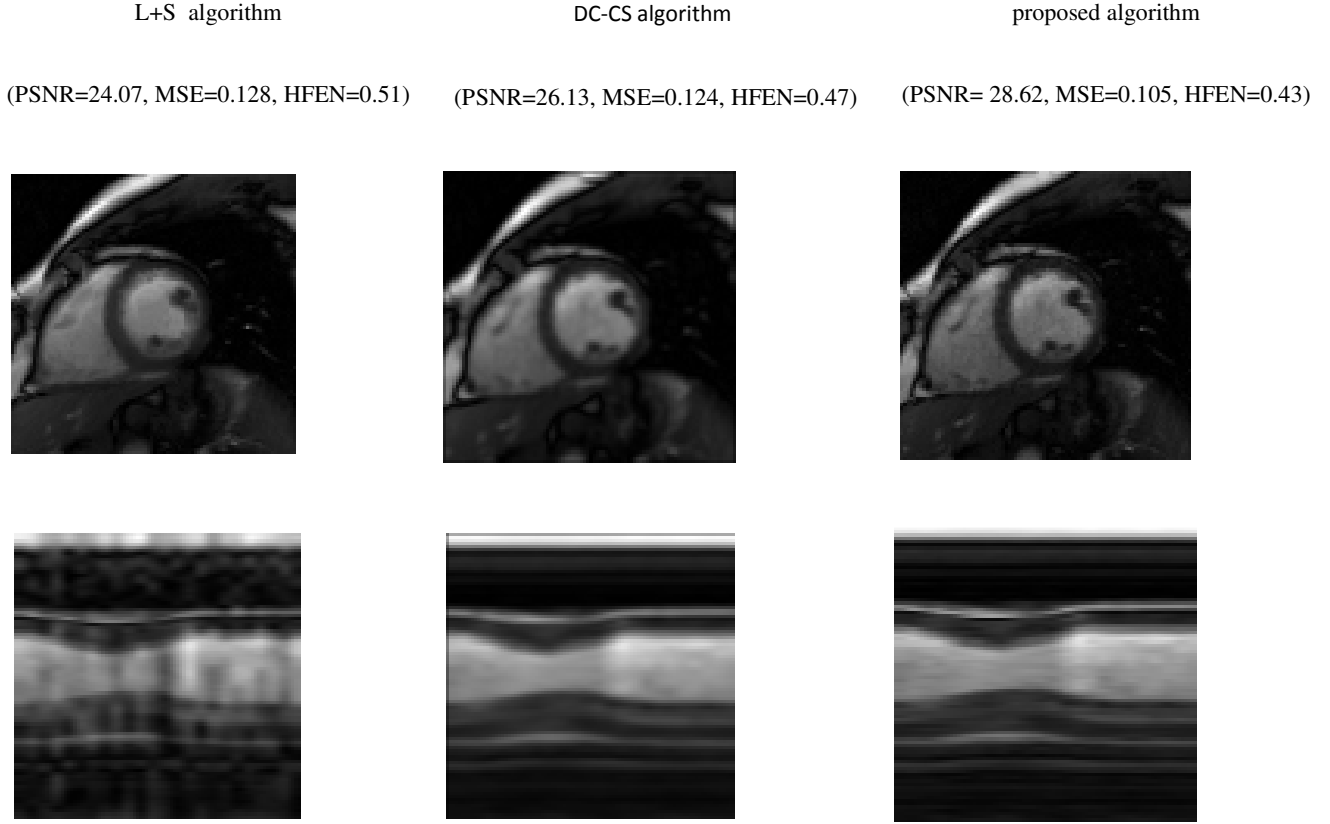 L+S algorithm
DC-CS algorithm
proposed algorithm
(PSNR=24.07, MSE=0.128, HFEN=0.51)
(PSNR=26.13, MSE=0.124, HFEN=0.47)
(PSNR= 28.62, MSE=0.105, HFEN=0.43)